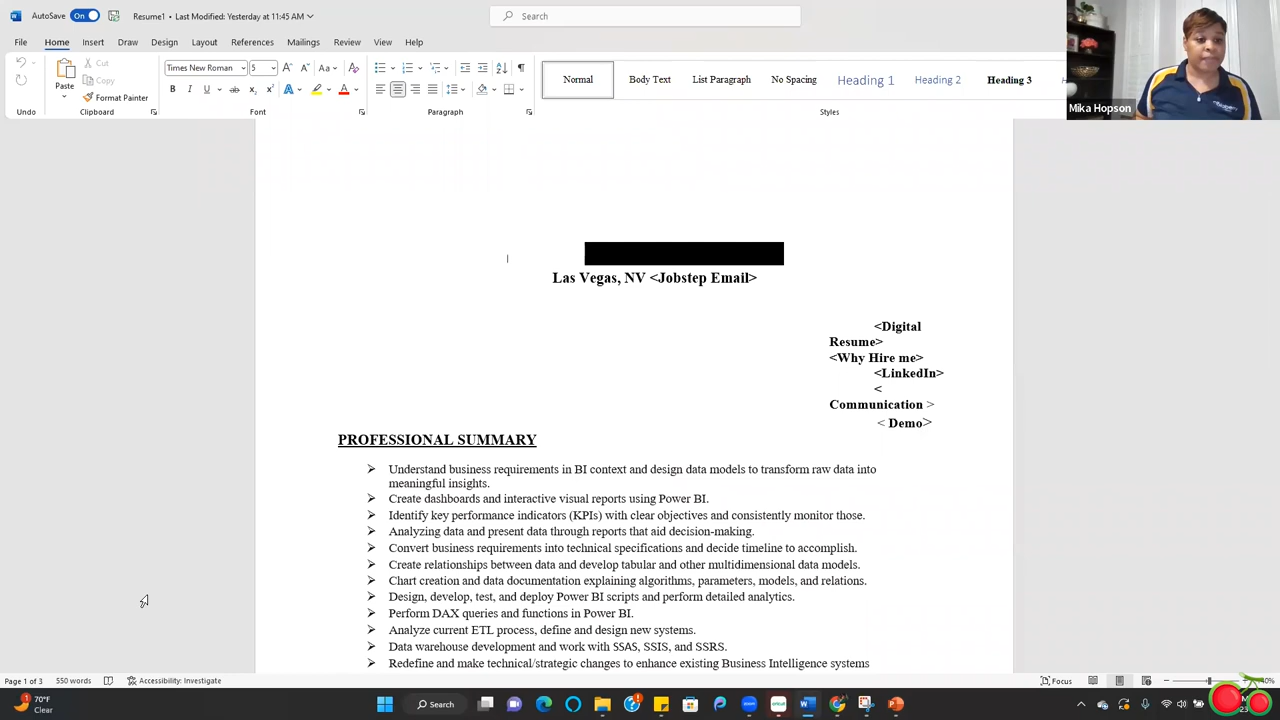 AutoSave On Resume1 • Last Modified: Yesterday at 11:45 AM Search
File Home Insert Draw Design Layout References Mailings Review View Help
Times New Roman 5 Aa
Paste Cut
Copy
Format Painter
B I U ab x₂ x² A A
Normal Body Text List Paragraph No Spacing Heading 1 Heading 2 Heading 3
Undo Clipboard Font Paragraph Styles
Mika Hopson
Las Vegas, NV <Jobstep Email>
<Digital
Resume>
<Why Hire me>
<LinkedIn>
<
Communication >
< Demo>
PROFESSIONAL SUMMARY
Understand business requirements in BI context and design data models to transform raw data into
meaningful insights.
Create dashboards and interactive visual reports using Power BI.
Identify key performance indicators (KPIs) with clear objectives and consistently monitor those.
Analyzing data and present data through reports that aid decision-making.
Convert business requirements into technical specifications and decide timeline to accomplish.
Create relationships between data and develop tabular and other multidimensional data models.
Chart creation and data documentation explaining algorithms, parameters, models, and relations.
Design, develop, test, and deploy Power BI scripts and perform detailed analytics.
Perform DAX queries and functions in Power BI.
Analyze current ETL process, define and design new systems.
Data warehouse development and work with SSAS, SSIS, and SSRS.
Redefine and make technical/strategic changes to enhance existing Business Intelligence systems
Page 1 of 3 550 words Accessibility: Investigate Focus
70°F
Clear
Search